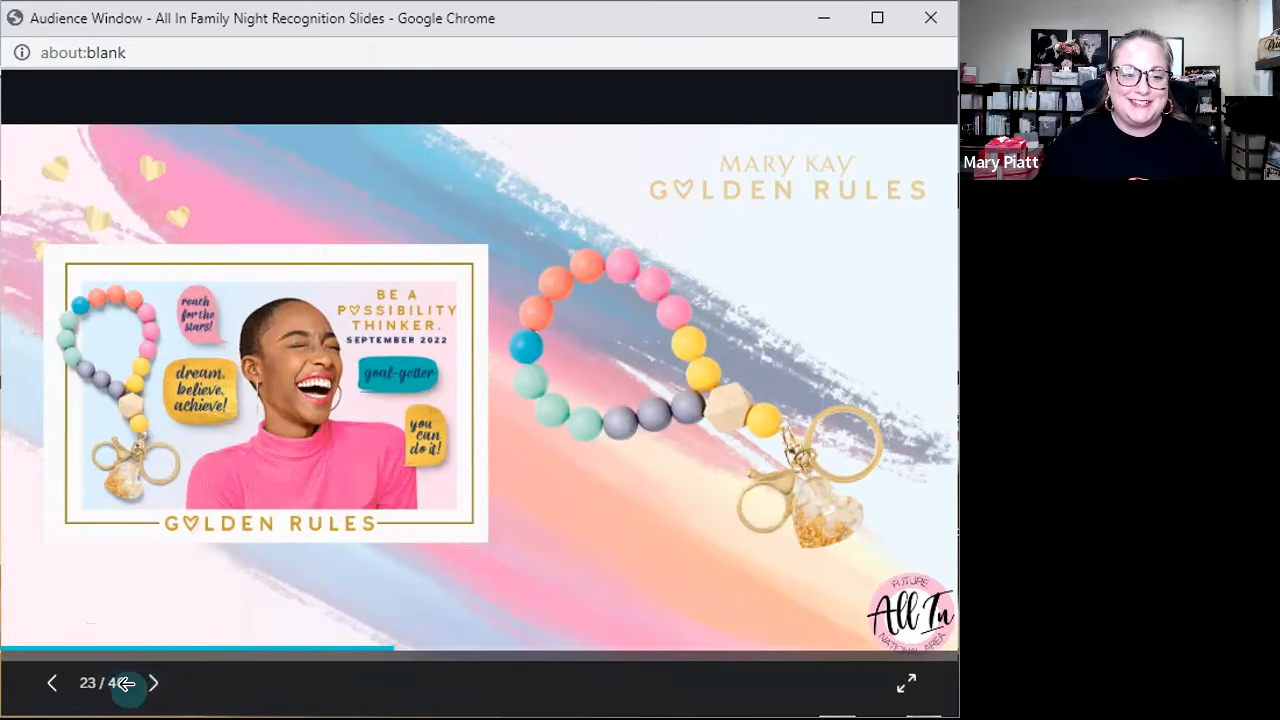 Audience Window - All In Family Night Recognition Slides - Google Chrome
about:blank
Mary Piatt
MARY KAY
GOLDEN RULES
reach
for the
stars!
BE A
POSSIBILITY
THINKER.
SEPTEMBER 2022
dream.
believe.
achieve!
goal-getter
you
can
do it!
GOLDEN RULES
FUTURE
All In
NATIONAL AREA
23 / 4